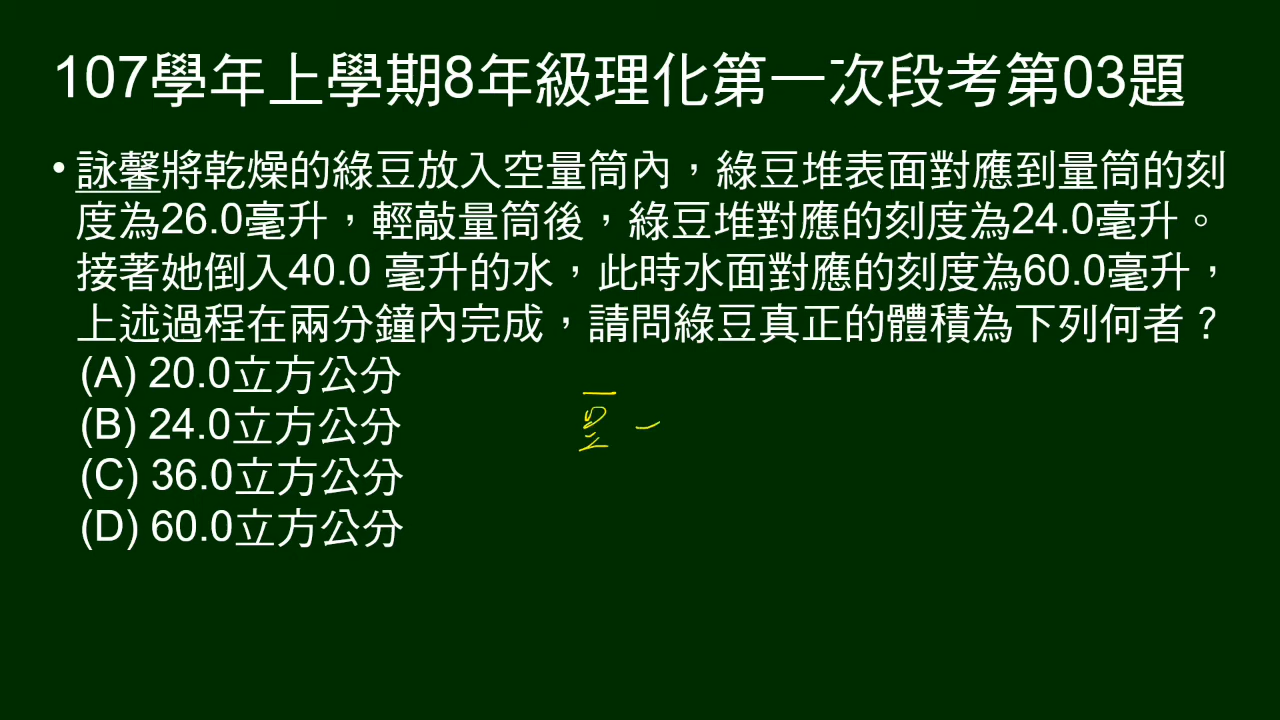 107學年上學期8年級理化第一次段考第03題
• 詠馨將乾燥的綠豆放入空量筒內，綠豆堆表面對應到量筒的刻
度為26.0毫升，輕敲量筒後，綠豆堆對應的刻度為24.0毫升。
接著她倒入40.0 毫升的水，此時水面對應的刻度為60.0毫升，
上述過程在兩分鐘內完成，請問綠豆真正的體積為下列何者？
(A) 20.0立方公分
(B) 24.0立方公分
豆 -
(C) 36.0立方公分
(D) 60.0立方公分